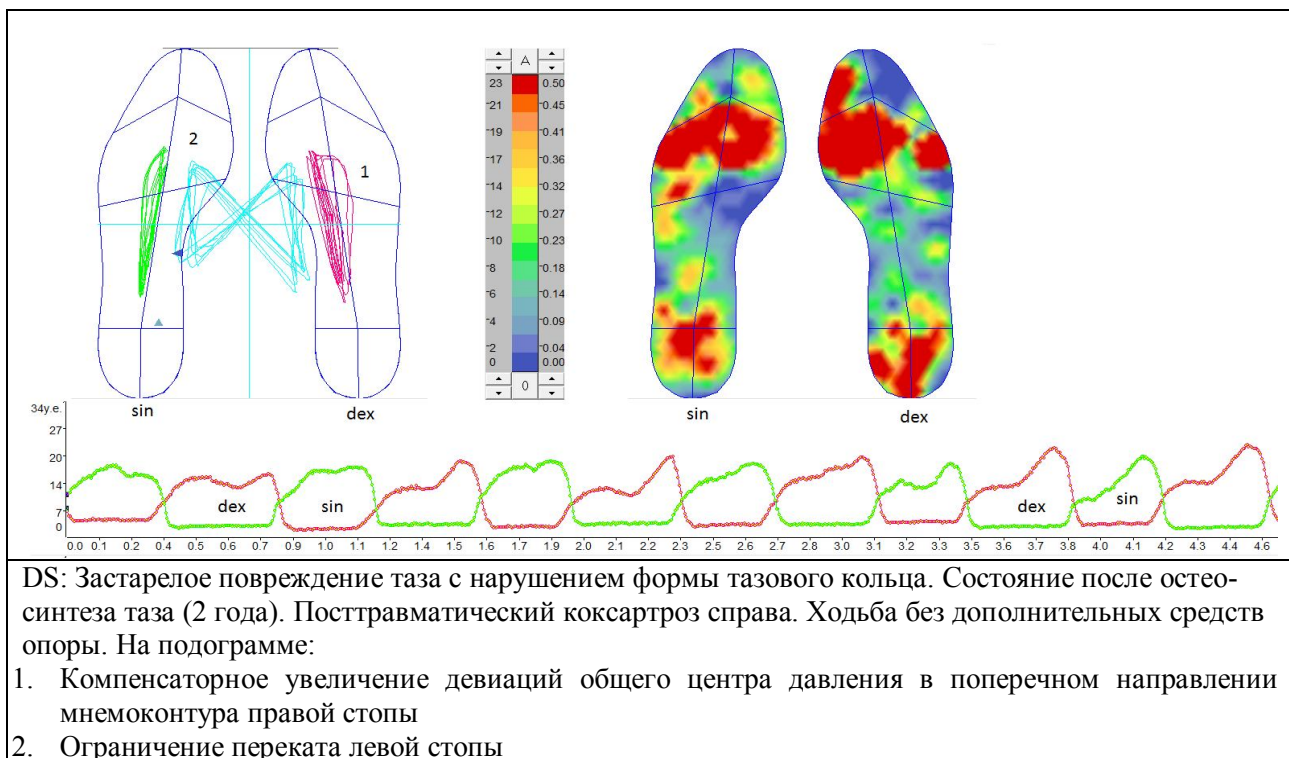 2
1
sin
dex
A
23 0.50
21 0.45
19 0.41
17 0.36
14 0.32
12 0.27
10 0.23
8 0.18
6 0.14
4 0.09
2 0.04
0 0.00
0
sin
dex
34y.e.
27
20
14
7
0
dex
sin
dex
sin
0.0 0.1 0.2 0.4 0.5 0.6 0.7 0.9 1.0 1.1 1.2 1.4 1.5 1.6 1.7 1.9 2.0 2.1 2.2 2.3 2.5 2.6 2.7 2.8 3.0 3.1 3.2 3.3 3.5 3.6 3.7 3.8 4.0 4.1 4.2 4.3 4.4 4.6
DS: Застарелое повреждение таза с нарушением формы тазового кольца. Состояние после остео-
синтеза таза (2 года). Посттравматический коксартроз справа. Ходьба без дополнительных средств
опоры. На подограмме:
1. Компенсаторное увеличение девиаций общего центра давления в поперечном направлении
мнемоконтура правой стопы
2. Ограничение переката левой стопы